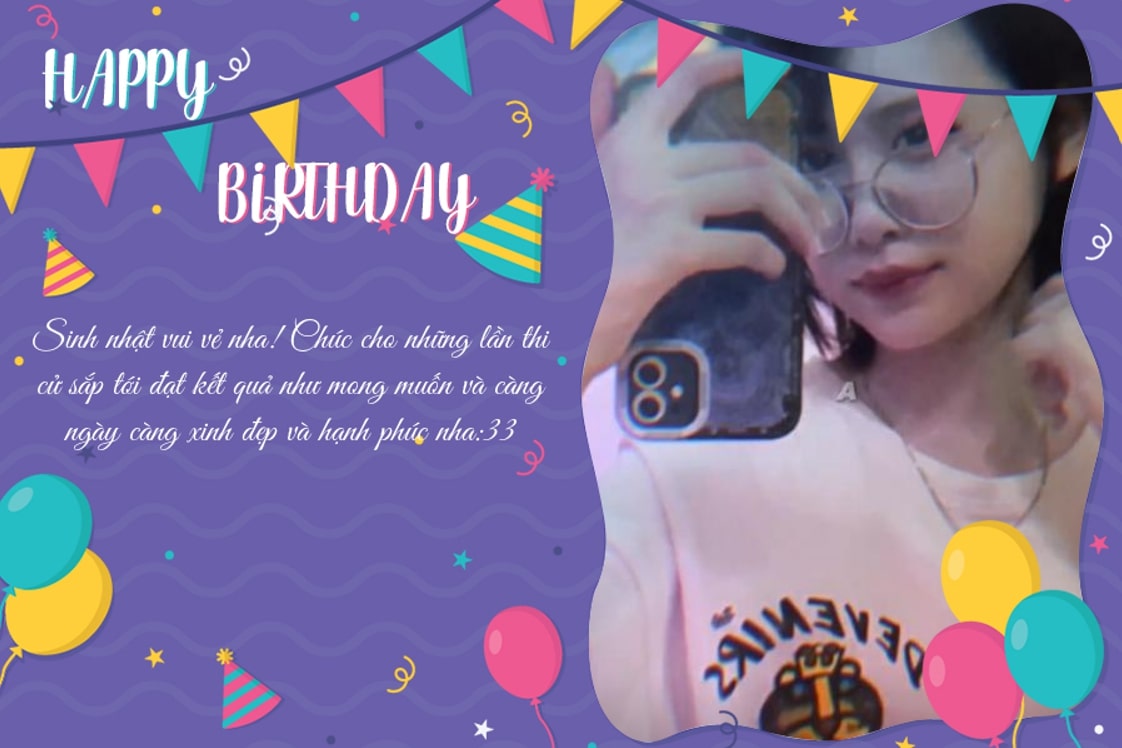 HAPPY
BiRTHDAY
Sinh nhật vui vẻ nha! Chúc cho những lần thi
cử sắp tới đạt kết quả như mong muốn và càng
ngày càng xinh đẹp và hạnh phúc nha:33
A
DEVENIRS